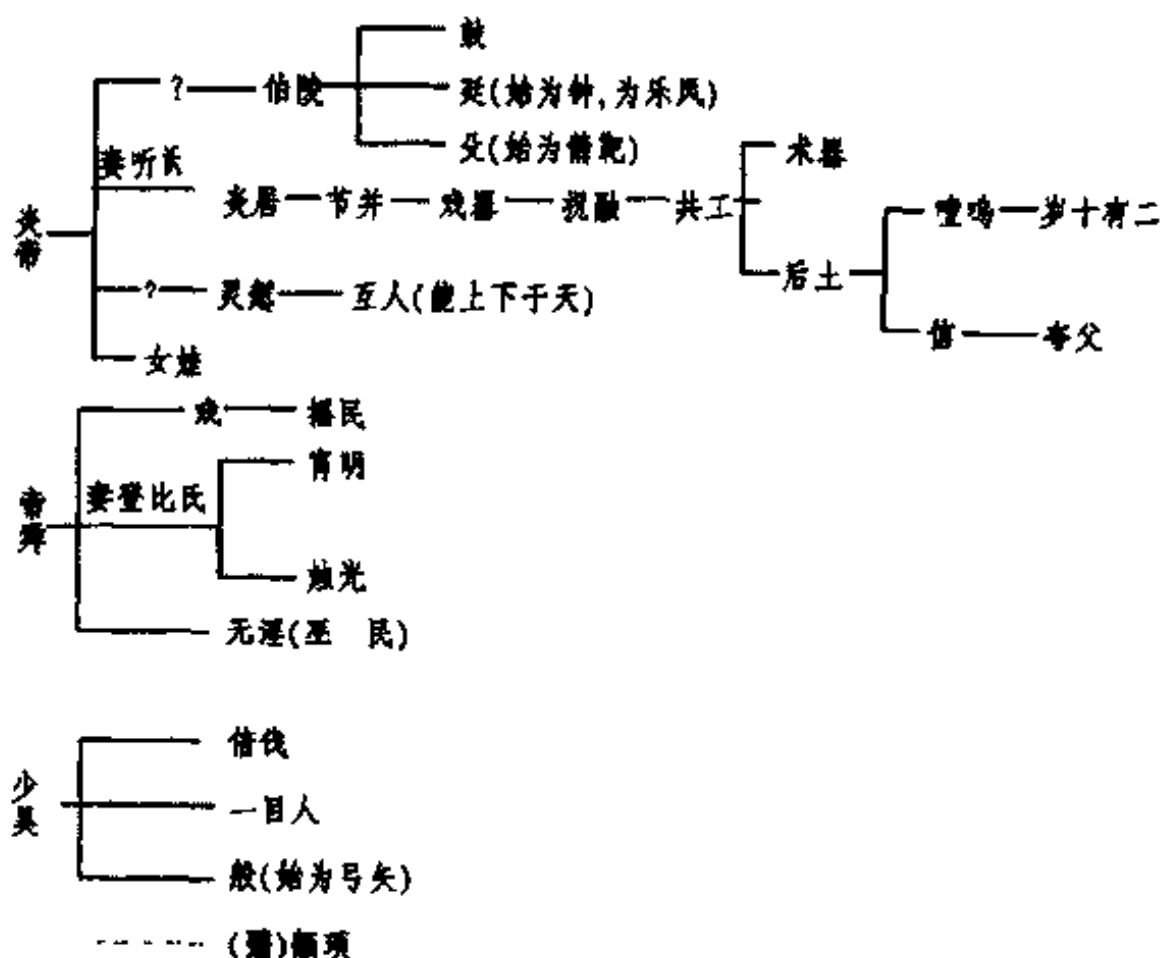 鼓
? 伯陵 延(始为钟,为乐风)
殳(始为
妻听 术器
炎帝 炎居 节并 戏器 祝融 共工 噎鸣 岁十有二
后土
? 灵恝 互人(能上下于天)
信 夸父
女娃
戏 摇民
宵明
帝舜 妻登比氏
烛光
无淫(巫 民)
倍伐
少昊 一目人
般(始为弓矢)
颛顼